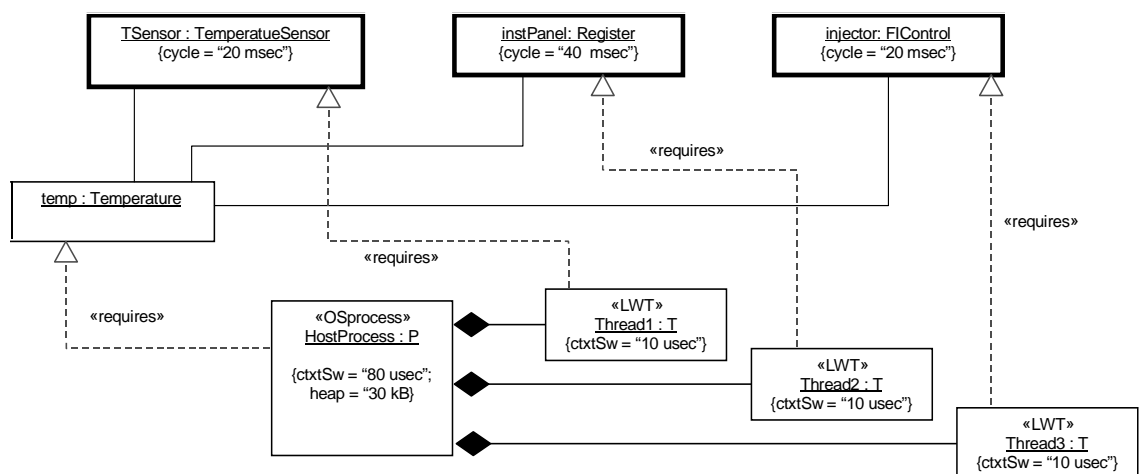 TSensor : TemperatueSensor
{cycle = “20 msec”}
instPanel: Register
{cycle = “40 msec”}
injector: FIControl
{cycle = “20 msec”}
«requires»
temp : Temperature
«requires»
«requires»
«requires»
«OSprocess»
HostProcess : P
{ctxtSw = “80 usec”;
heap = “30 kB}
«LWT»
Thread1 : T
{ctxtSw = “10 usec”}
«LWT»
Thread2 : T
{ctxtSw = “10 usec”}
«LWT»
Thread3 : T
{ctxtSw = “10 usec”}